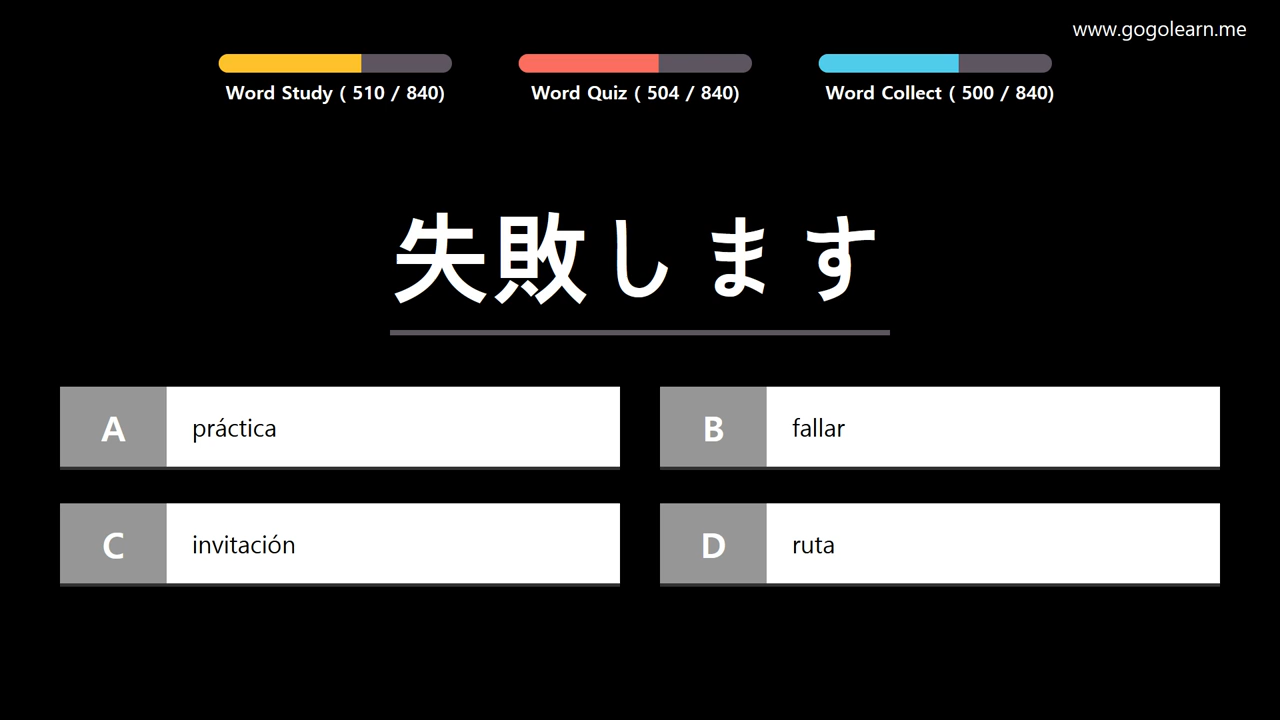 www.gogolearn.me
Word Study ( 510 / 840)
Word Quiz ( 504 / 840)
Word Collect ( 500 / 840)
失敗します
A práctica
B fallar
C invitación
D ruta